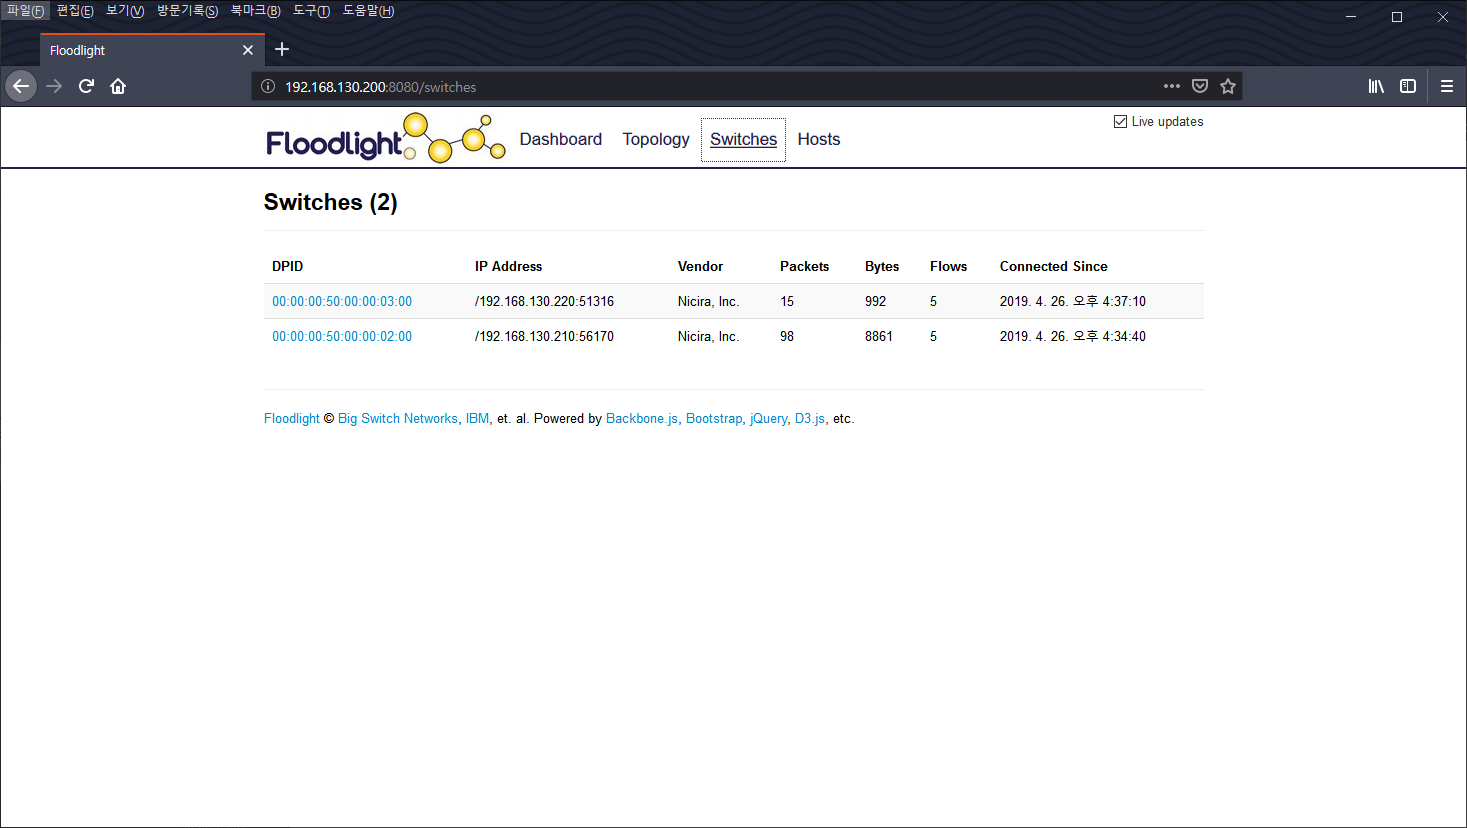 파일(F) 편집(E) 보기(V) 방문기록(S) 북마크(B) 도구(T) 도움말(H)
Floodlight
192.168.130.200:8080/switches
Floodlight Dashboard Topology Switches Hosts Live updates
Switches (2)
DPID IP Address Vendor Packets Bytes Flows Connected Since
00:00:00:50:00:00:03:00 /192.168.130.220:51316 Nicira, Inc. 15 992 5 2019. 4. 26. 오후 4:37:10
00:00:00:50:00:00:02:00 /192.168.130.210:56170 Nicira, Inc. 98 8861 5 2019. 4. 26. 오후 4:34:40
Floodlight © Big Switch Networks, IBM, et. al. Powered by Backbone.js, Bootstrap, jQuery, D3.js, etc.